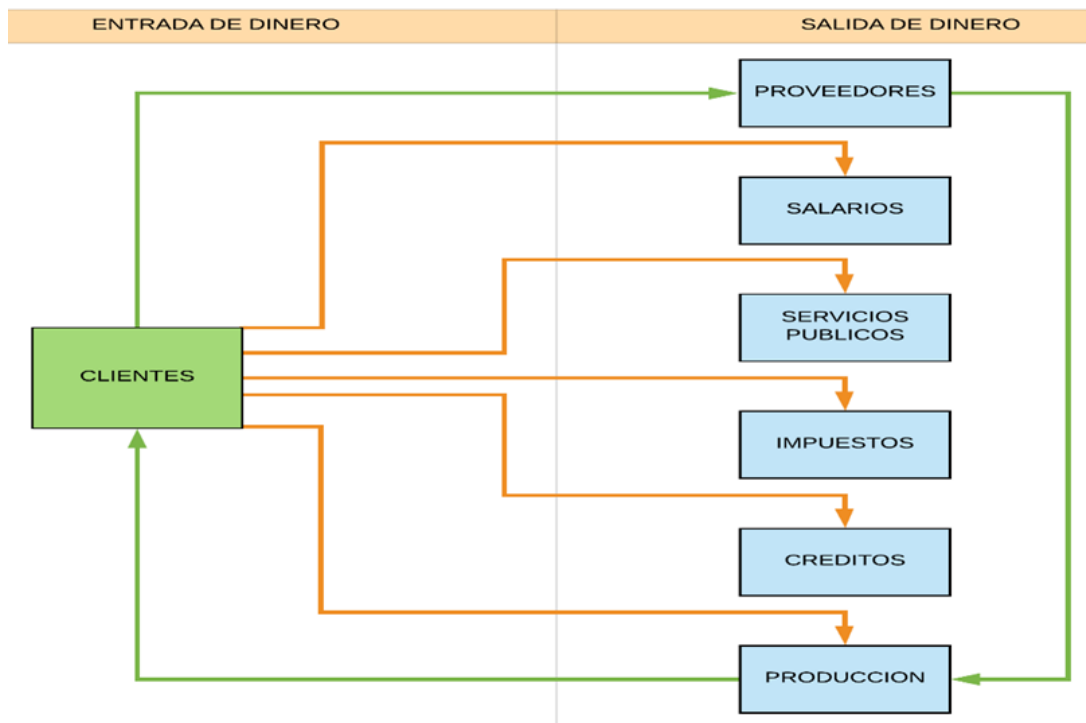 ENTRADA DE DINERO
SALIDA DE DINERO
PROVEEDORES
SALARIOS
SERVICIOS
PUBLICOS
CLIENTES
IMPUESTOS
CREDITOS
PRODUCCION